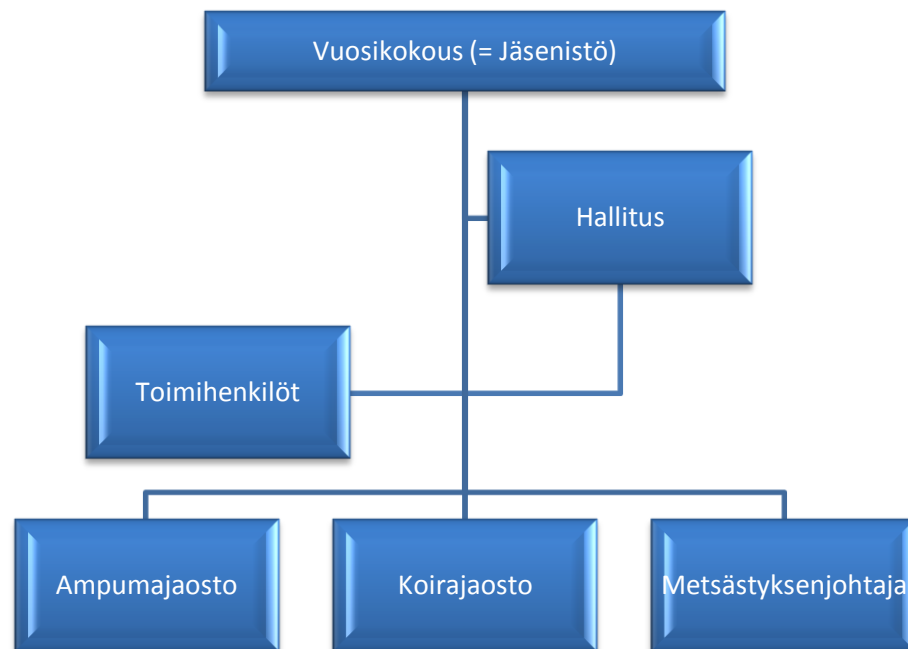 Vuosikokous (= Jäsenistö)
Hallitus
Toimihenkilöt
Ampumajaosto
Koirajaosto
Metsästyksenjohtaja